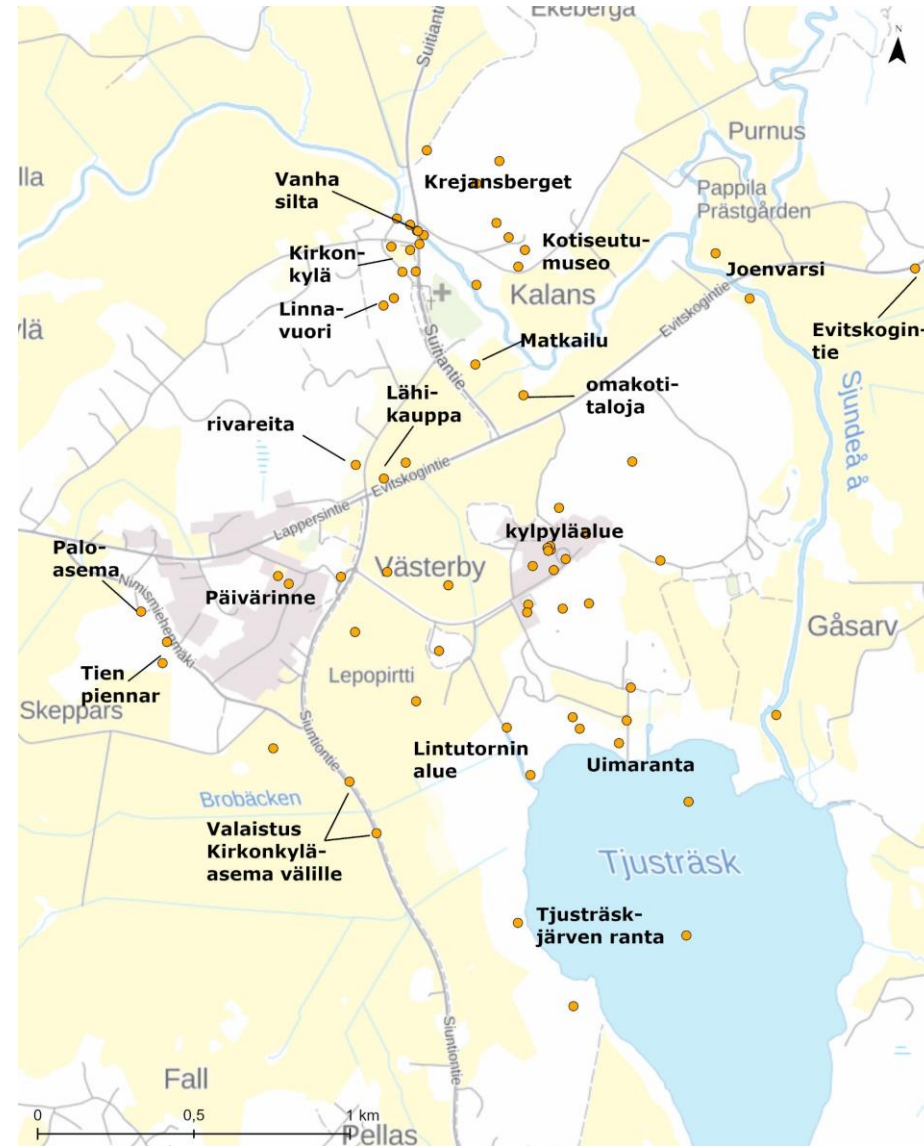 Ekeberga
N
Suitiantie
Purnus
lla
Krejansberget
Vanha
silta
Pappila
Prästgården
Kirkon-
kylä
Kotiseutu-
museo
Joenvarsi
Kalans
Linna-
vuori
Evitskogintie
Evitskogin-
tie
ylä
Suitiantie
Matkailu
Lähi-
kauppa
omakoti-
taloja
Sjundeå å
rivareita
Evitskogintie
Lappersintie
kylpyläalue
Palo-
asema
Västerby
Nimismiehenmäki
Päivärinne
Gåsarv
Tien
piennar
Lepopirtti
Skeppars
Siuntiontie
Lintutornin
alue
Uimaranta
Brobäcken
Valaistus
Kirkonkylä-
asema välille
Tjusträsk
Tjusträsk-
järven ranta
Siuntiontie
Fall
0 0,5 1 km
Pellas